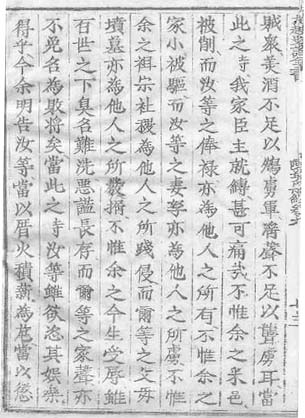 賊衆美酒不足以鴆虜軍淫聲不足以聾虜耳當
此之時我家臣主就縛甚可痛哉不惟余之采邑
被削而汝等之俸祿亦為他人之所有不惟余之
家小被驅而汝等之妻孥亦為他人之所虜不惟
余之祖宗社稷為他人之所踐侵而爾等之父母
墳墓亦為他人之所發掘不惟余之今生受辱雖
百世之下臭名難洗惡謚長存而爾等之家聲亦
不免名為敗將矣當此之時汝等雖欲恣其娛樂
得乎今余明告汝等當以厝火積薪為危當以懲